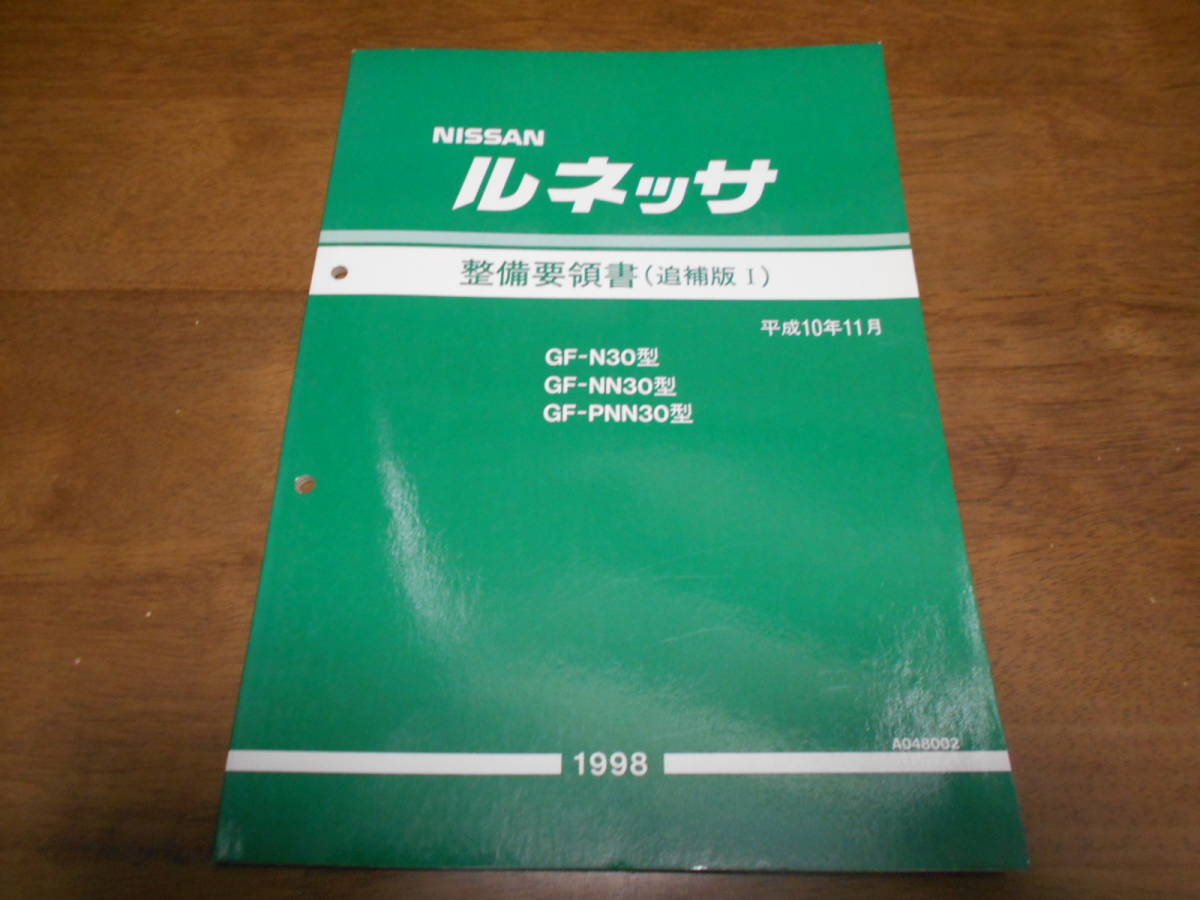 NISSAN
ルネッサ
整備要領書(追補版Ⅰ)
平成10年11月
GF-N30型
GF-NN30型
GF-PNN30型
A048002
1998